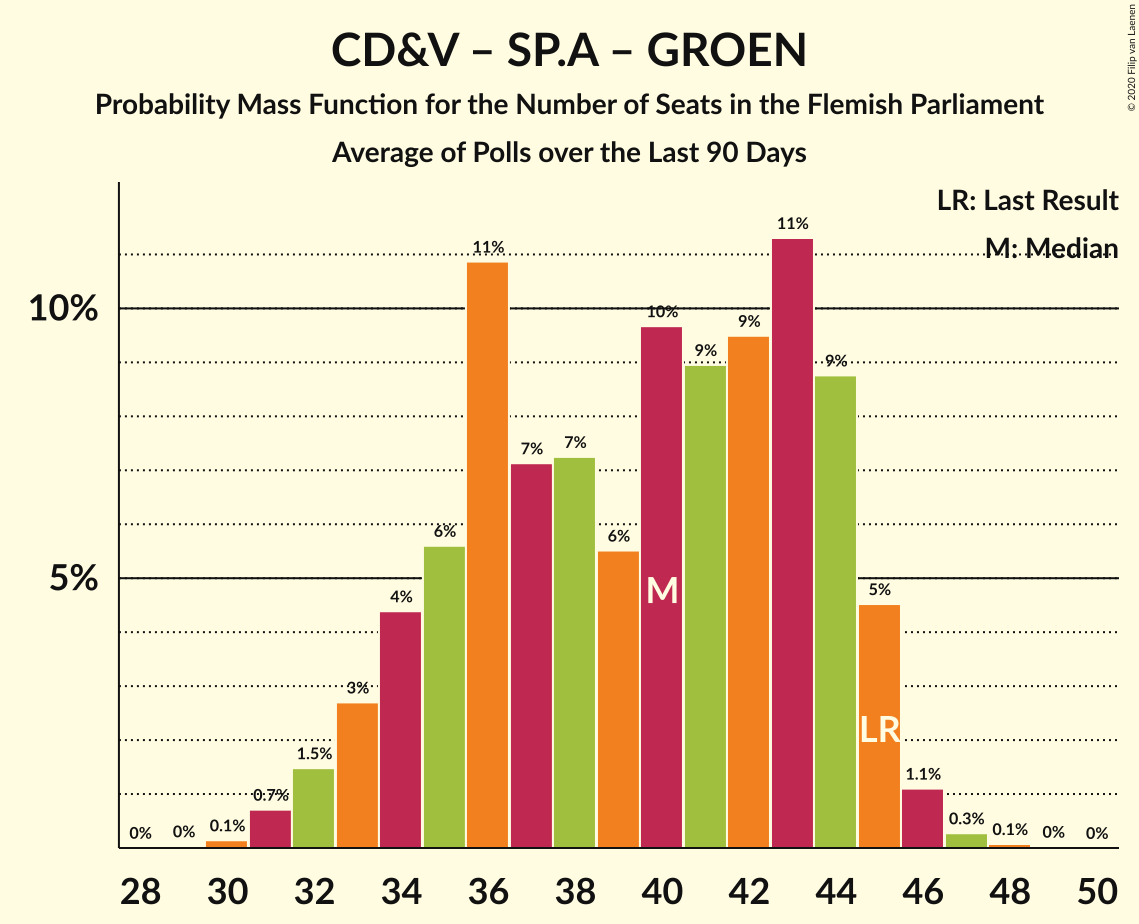 CD&V – SP.A – GROEN
Probability Mass Function for the Number of Seats in the Flemish Parliament
Average of Polls over the Last 90 Days
© 2020 Filip van Laenen
LR: Last Result
M: Median
10%
5%
0%
0%
0.1%
0.7%
1.5%
3%
4%
6%
11%
7%
7%
6%
10%
9%
9%
11%
9%
5%
1.1%
0.3%
0.1%
0%
0%
M
LR
28 30 32 34 36 38 40 42 44 46 48 50